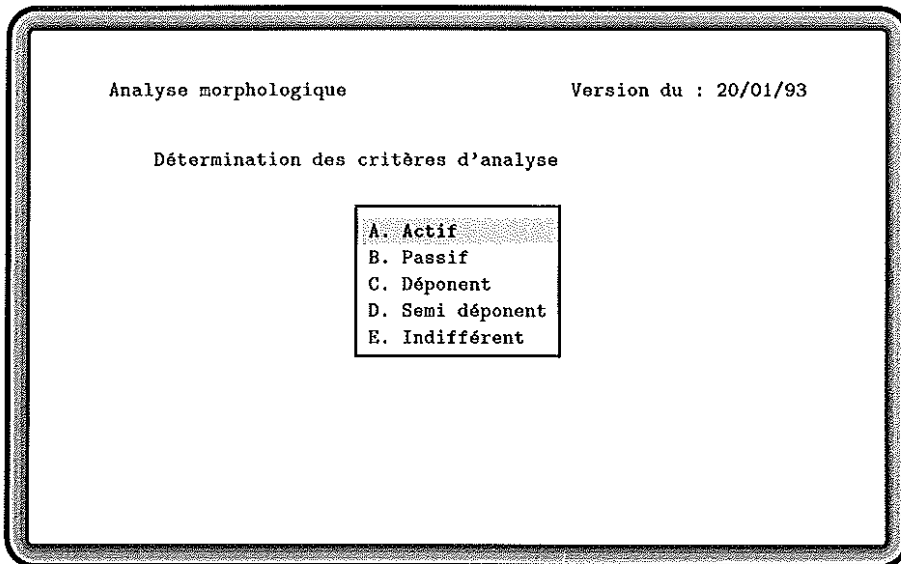 Analyse morphologique Version du : 20/01/93
Détermination des critères d'analyse
A. Actif
B. Passif
C. Déponent
D. Semi déponent
E. Indifférent